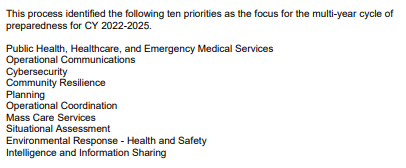 This process identified the following ten priorities as the focus for the multi-year cycle of
preparedness for CY 2022-2025.
Public Health, Healthcare, and Emergency Medical Services
Operational Communications
Cybersecurity
Community Resilience
Planning
Operational Coordination
Mass Care Services
Situational Assessment
Environmental Response - Health and Safety
Intelligence and Information Sharing